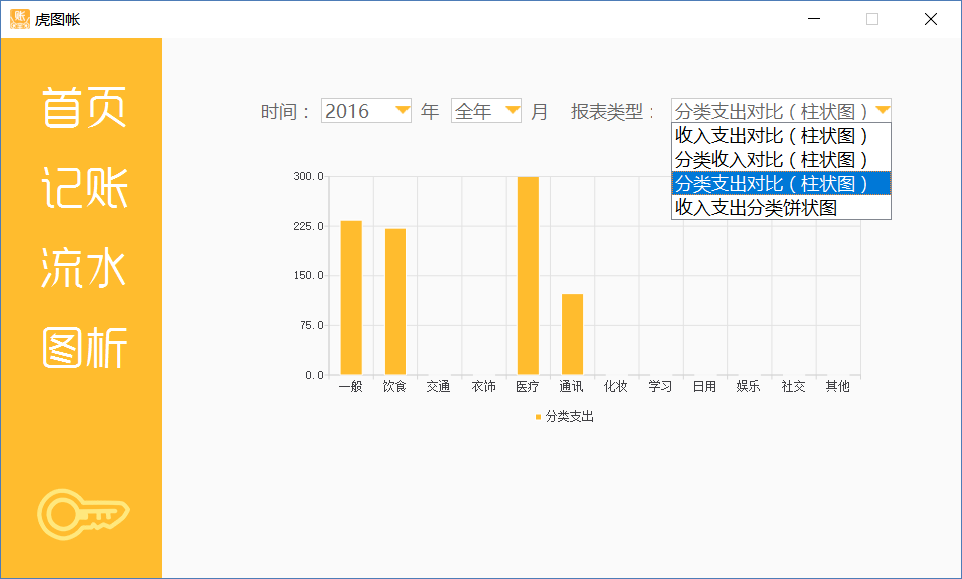 虎图帐
首页
记账
流水
图析
时间： 2016 年 全年 月 报表类型： 分类支出对比（柱状图）
收入支出对比（柱状图）
分类收入对比（柱状图）
分类支出对比（柱状图）
收入支出分类饼状图
300.0
225.0
150.0
75.0
0.0
一般 饮食 交通 衣饰 医疗 通讯 化妆 学习 日用 娱乐 社交 其他
分类支出